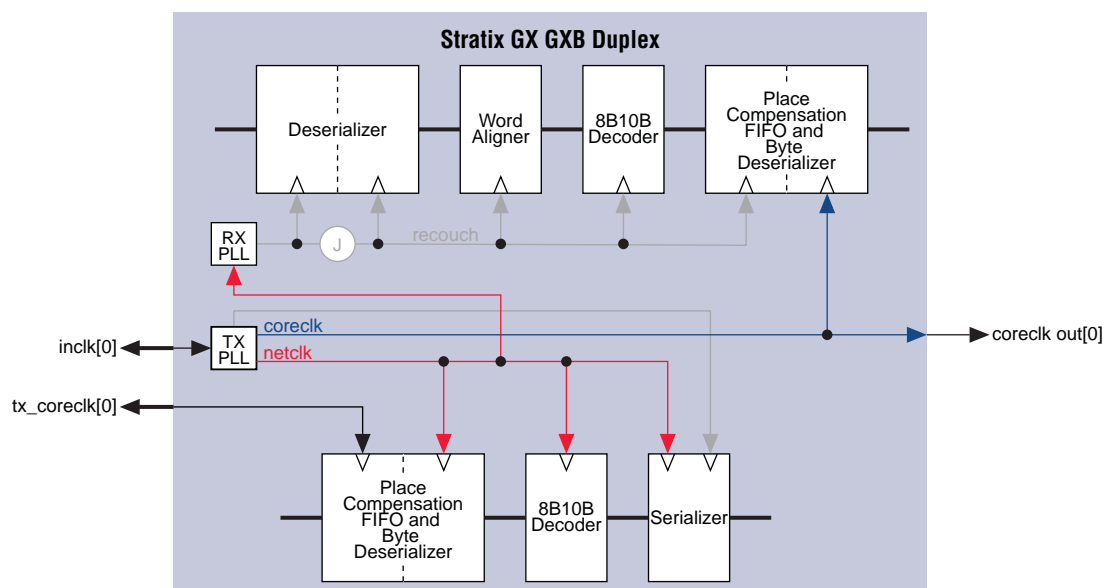 Stratix GX GXB Duplex
Deserializer
Word
Aligner
8B10B
Decoder
Place
Compensation
FIFO and
Byte
Deserializer
RX
PLL
J
recouch
inclk[0]
TX
PLL
coreclk
netclk
coreclk out[0]
tx_coreclk[0]
Place
Compensation
FIFO and
Byte
Deserializer
8B10B
Decoder
Serializer